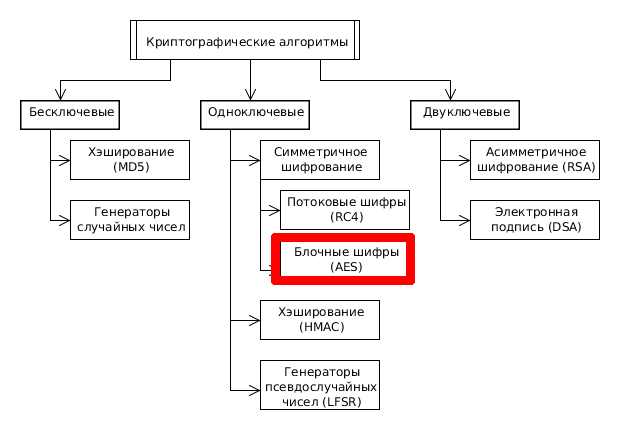 Криптографические алгоритмы
Бесключевые
Одноключевые
Двуключевые
Хэширование
(MD5)
Генераторы
случайных чисел
Симметричное
шифрование
Потоковые шифры
(RC4)
Блочные шифры
(AES)
Хэширование
(HMAC)
Генераторы
псевдослучайных
чисел (LFSR)
Асимметричное
шифрование (RSA)
Электронная
подпись (DSA)